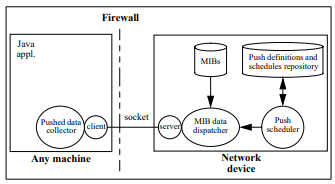 Firewall
Java
appl.
MIBs
Push definitions and
schedules repository
socket
Pushed data
collector
client
server
MIB data
dispatcher
Push
scheduler
Any machine
Network
device